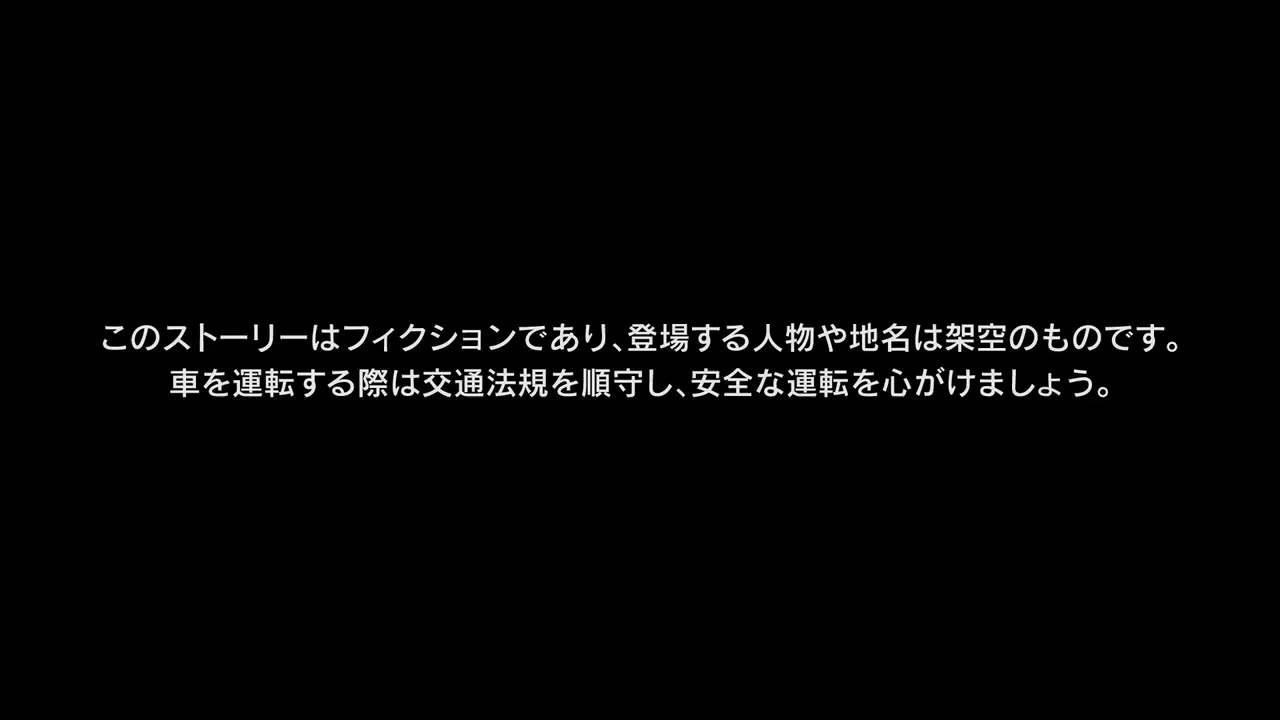 このストーリーはフィクションであり、登場する人物や地名は架空のものです。
車を運転する際は交通法規を順守し、安全な運転を心がけましょう。